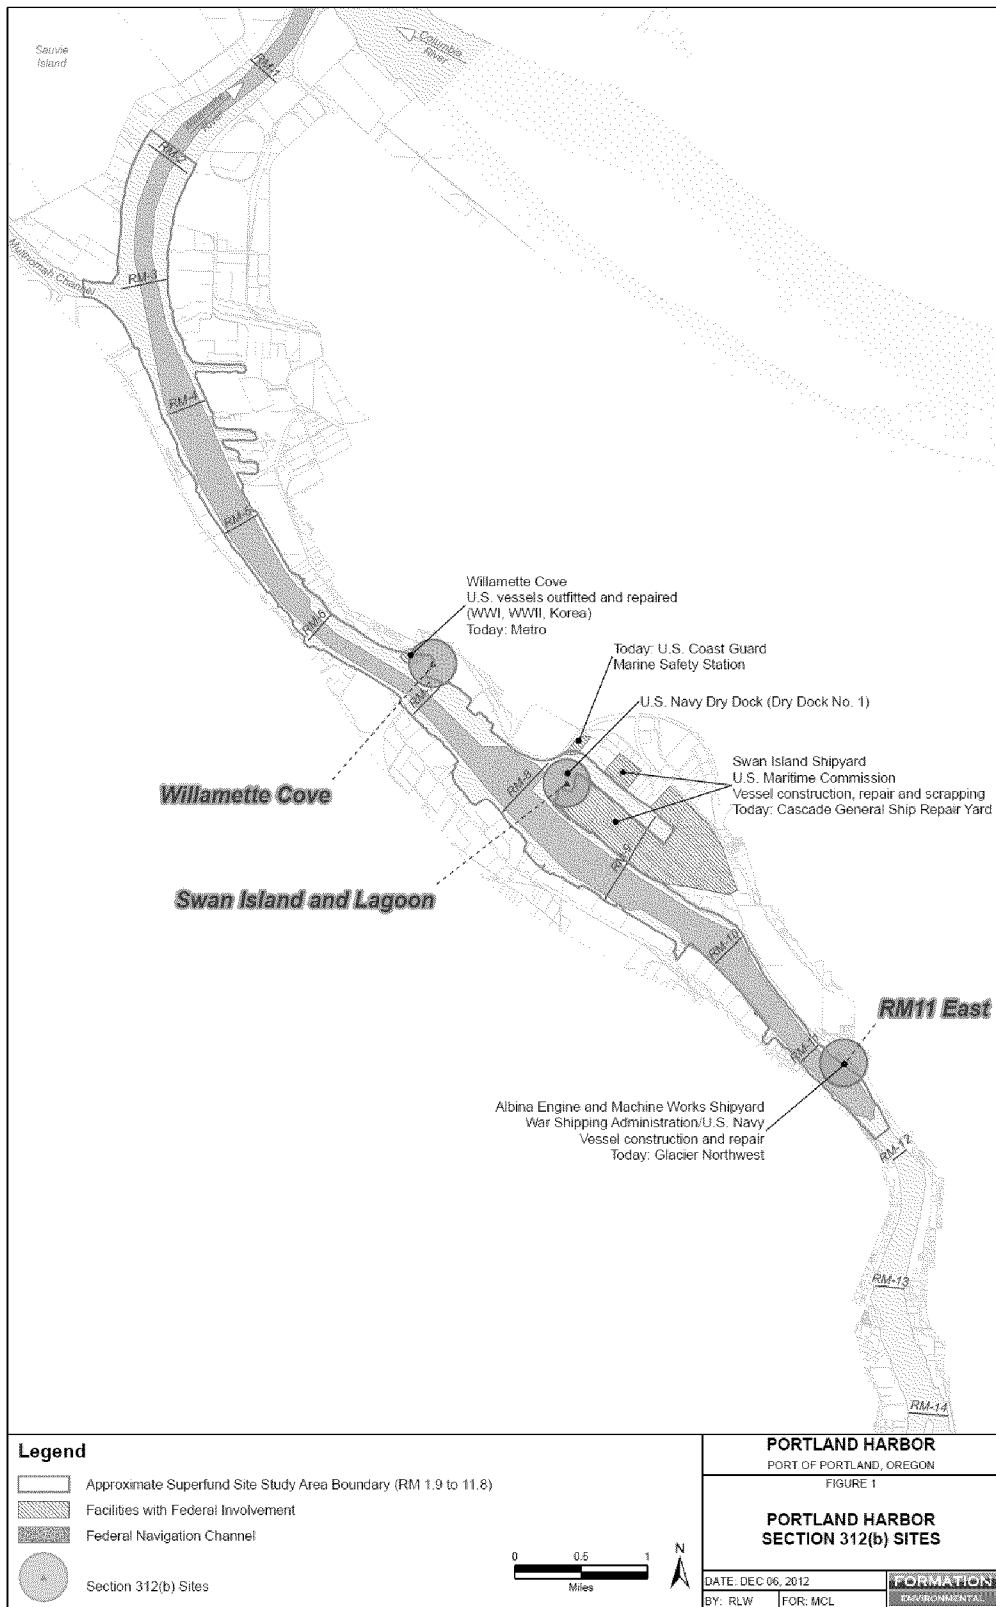 Sauvie
Island
Columbia
River
RM-1
River
RM-2
Multnomah Channel
RM-3
RM-4
RM-5
RM-6
Willamette Cove
U.S. vessels outfitted and repaired
(WWI, WWII, Korea)
Today: Metro
Today: U.S. Coast Guard
Marine Safety Station
U.S. Navy Dry Dock (Dry Dock No. 1)
Swan Island Shipyard
U.S. Maritime Commission
Vessel construction, repair and scrapping
Today: Cascade General Ship Repair Yard
RM-8
Willamette Cove
RM-9
Swan Island and Lagoon
RM-10
RM11 East
RM-11
Albina Engine and Machine Works Shipyard
War Shipping Administration/U.S. Navy
Vessel construction and repair
Today: Glacier Northwest
RM-12
RM-13
RM-14
Legend
Approximate Superfund Site Study Area Boundary (RM 1.9 to 11.8)
Facilities with Federal Involvement
Federal Navigation Channel
Section 312(b) Sites
0 0.5 1
Miles
N
PORTLAND HARBOR
PORT OF PORTLAND, OREGON
FIGURE 1
PORTLAND HARBOR
SECTION 312(b) SITES
DATE: DEC 06, 2012
BY: RLW FOR: MCL
FORMATION
ENVIRONMENTAL